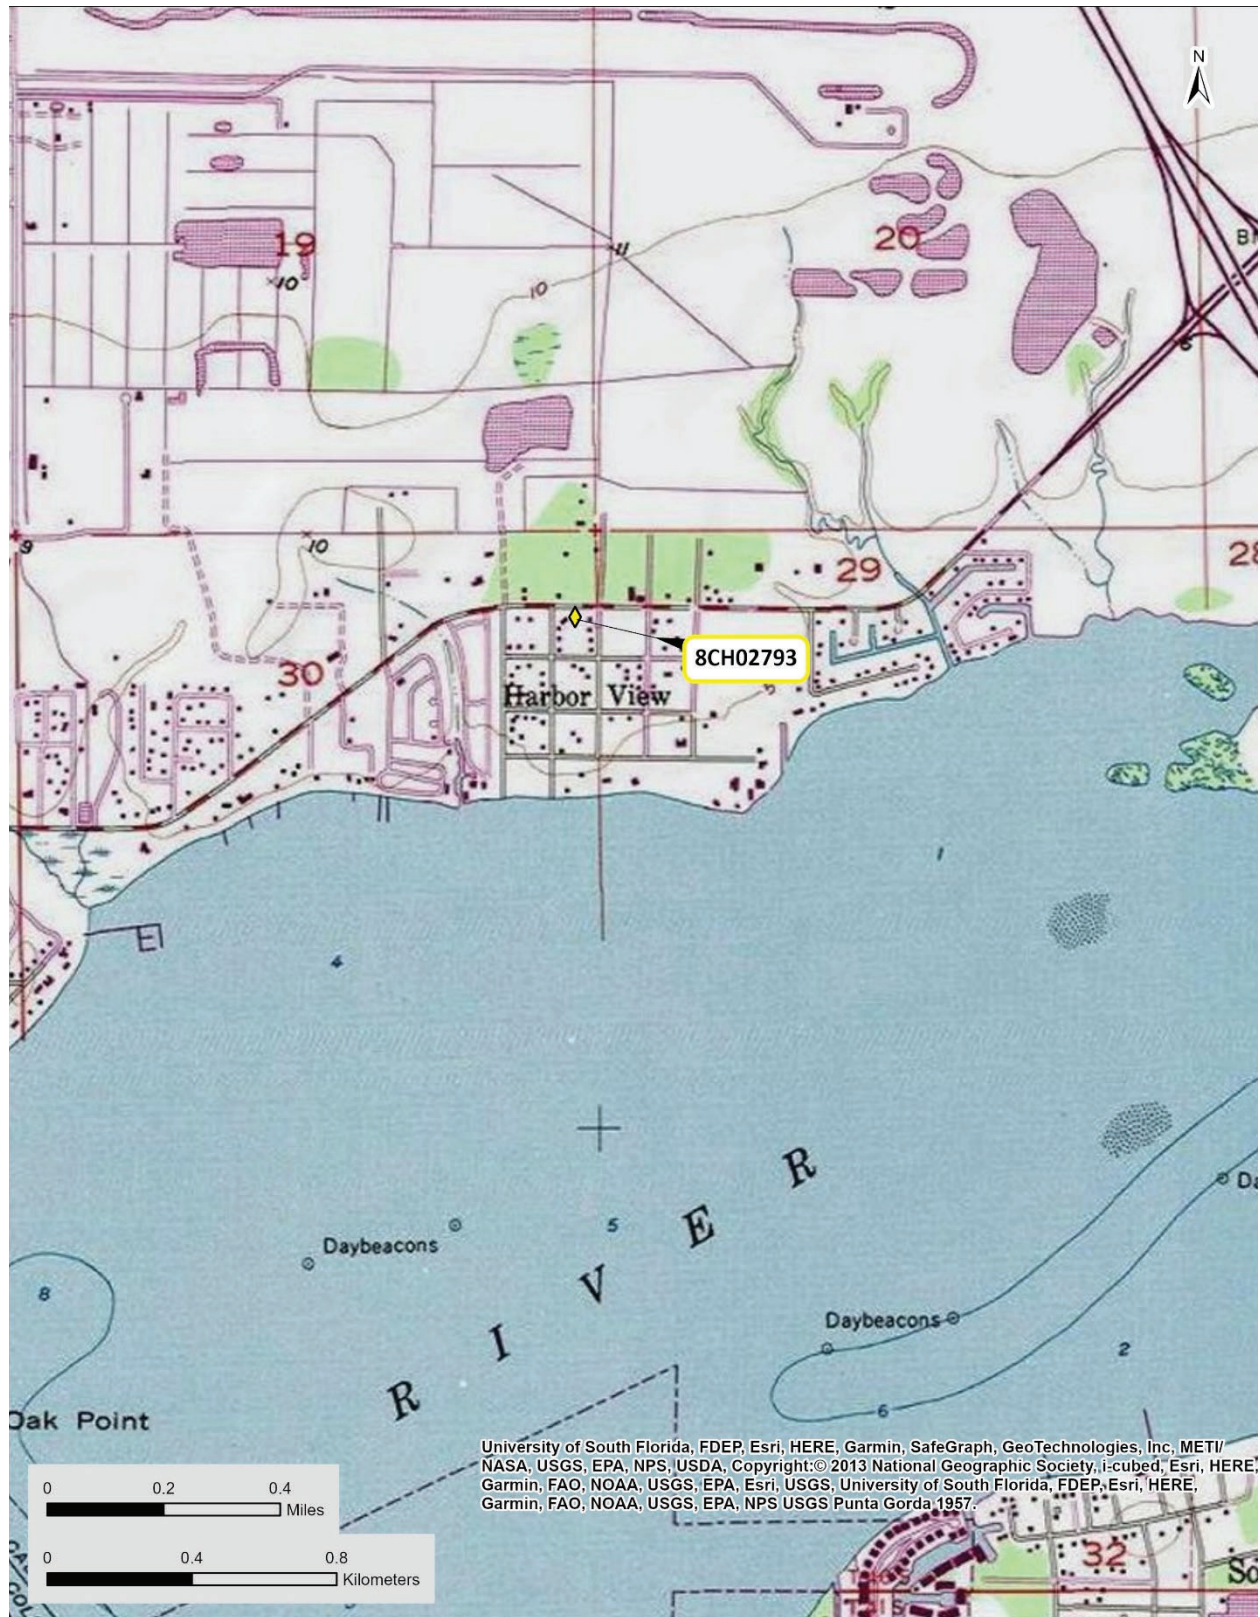 N
19
20
10
11
10
10
9
29
28
8CH02793
30
Harbor View
5
1
4
R I V E R
Daybeacons
5
8
Daybeacons
2
6
Oak Point
University of South Florida, FDEP, Esri, HERE, Garmin, SafeGraph, GeoTechnologies, Inc, METI/
NASA, USGS, EPA, NPS, USDA, Copyright:© 2013 National Geographic Society, i-cubed, Esri, HERE,
Garmin, FAO, NOAA, USGS, EPA, Esri, USGS, University of South Florida, FDEP, Esri, HERE,
Garmin, FAO, NOAA, USGS, EPA, NPS USGS Punta Gorda 1957.
0 0.2 0.4
Miles
0 0.4 0.8
Kilometers
32
So